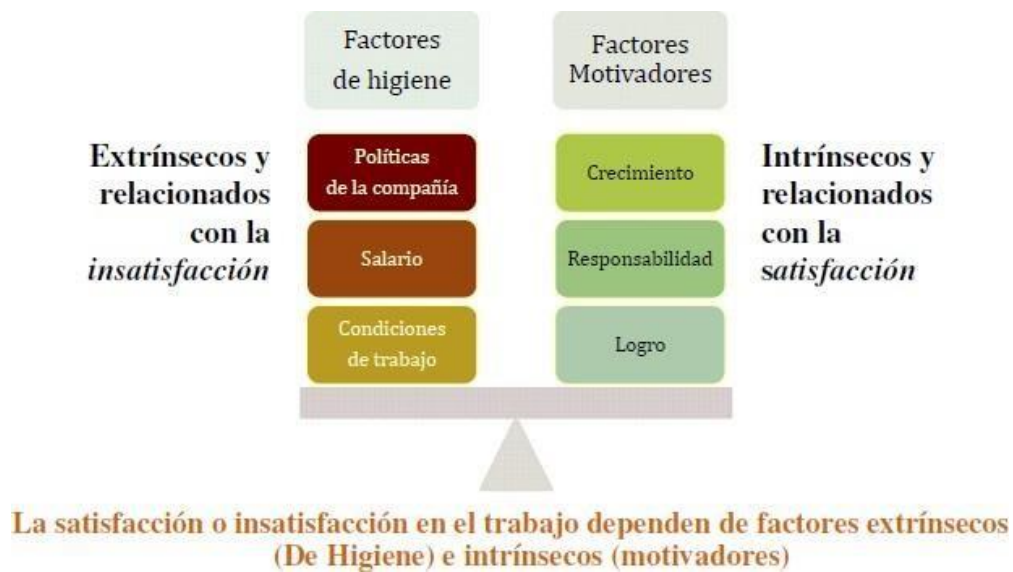 Factores
de higiene
Factores
Motivadores
Extrínsecos y
relacionados
con la
insatisfacción
Políticas
de la compañía
Salario
Condiciones
de trabajo
Crecimiento
Responsabilidad
Logro
Intrínsecos y
relacionados
con la
satisfacción
La satisfacción o insatisfacción en el trabajo dependen de factores extrínsecos
(De Higiene) e intrínsecos (motivadores)